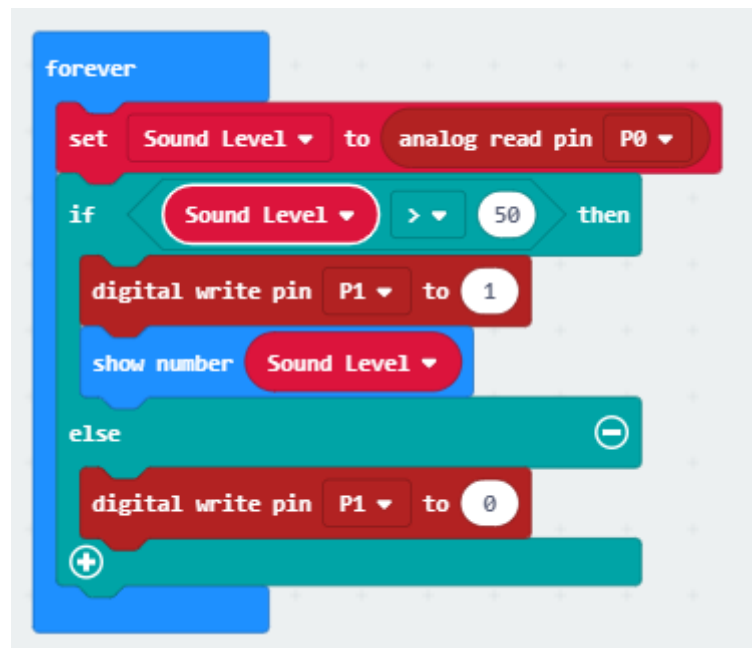 forever
set Sound Level to analog read pin P0
if Sound Level > 50 then
digital write pin P1 to 1
show number Sound Level
else
digital write pin P1 to 0